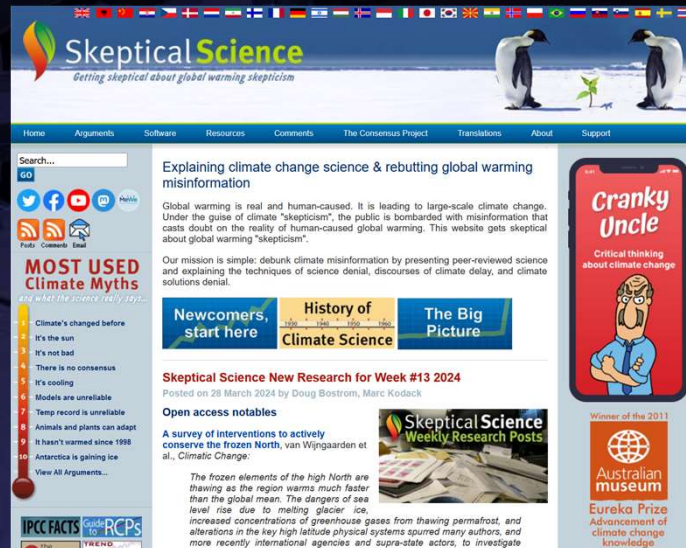 Skeptical Science
Getting skeptical about global warming skepticism
Home Arguments Software Resources Comments The Consensus Project Translations About Support
Search...
GO
MeWe
Posts Comments Email
MOST USED
Climate Myths
and what the science really says...
1 Climate's changed before
2 It's the sun
3 It's not bad
4 There is no consensus
5 It's cooling
6 Models are unreliable
7 Temp record is unreliable
8 Animals and plants can adapt
9 It hasn't warmed since 1998
10 Antarctica is gaining ice
View All Arguments...
IPCC FACTS
Guide to RCPs
the
TREND
Explaining climate change science & rebutting global warming
misinformation
Global warming is real and human-caused. It is leading to large-scale climate change.
Under the guise of climate "skepticism", the public is bombarded with misinformation that
casts doubt on the reality of human-caused global warming. This website gets skeptical
about global warming "skepticism".
Our mission is simple: debunk climate misinformation by presenting peer-reviewed science
and explaining the techniques of science denial, discourses of climate delay, and climate
solutions denial.
Newcomers,
start here
History of
1930 1940 1950 1960
Climate Science
The Big
Picture
Skeptical Science New Research for Week #13 2024
Posted on 28 March 2024 by Doug Bostrom, Marc Kodack
Open access notables
Skeptical Science
Weekly Research Posts
A survey of interventions to actively
conserve the frozen North, van Wijngaarden et
al., Climatic Change:
The frozen elements of the high North are
thawing as the region warms much faster
than the global mean. The dangers of sea
level rise due to melting glacier ice,
increased concentrations of greenhouse gases from thawing permafrost, and
alterations in the key high latitude physical systems spurred many authors, and
more recently international agencies and supra-state actors, to investigate
Cranky
Uncle
Critical thinking
about climate change
Winner of the 2011
Australian
museum
Eureka Prize
Advancement of
climate change
knowledge